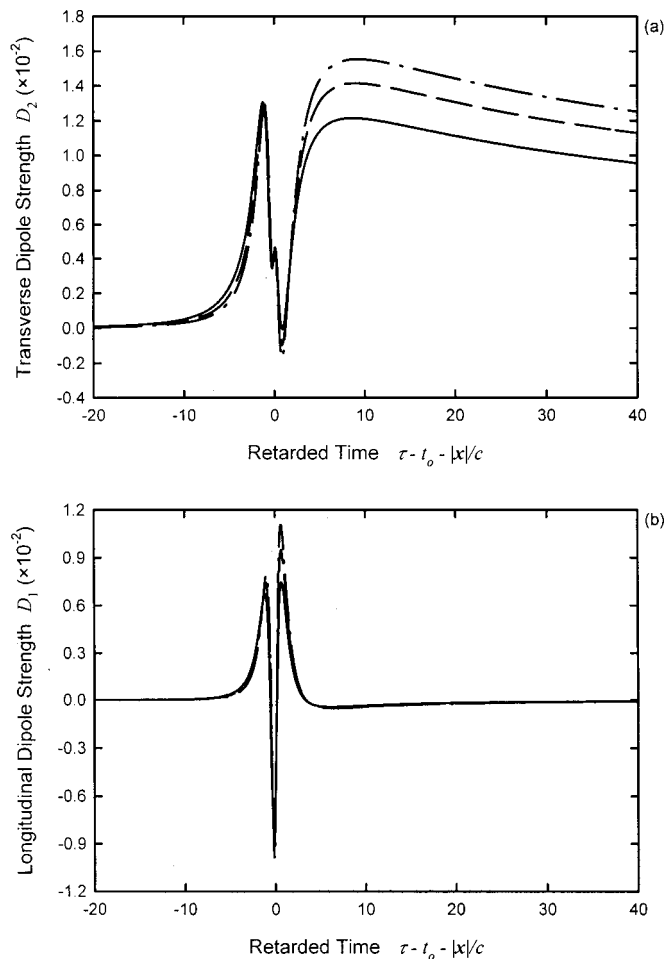 (a)
Transverse Dipole Strength D₂ (×10⁻²)
1.8
1.6
1.4
1.2
1.0
0.8
0.6
0.4
0.2
0.0
-0.2
-0.4
-20 -10 0 10 20 30 40
Retarded Time τ - tₒ - |x|/c
(b)
Longitudinal Dipole Strength D₁ (×10⁻²)
1.2
0.9
0.6
0.3
0.0
-0.3
-0.6
-0.9
-1.2
-20 -10 0 10 20 30 40
Retarded Time τ - tₒ - |x|/c